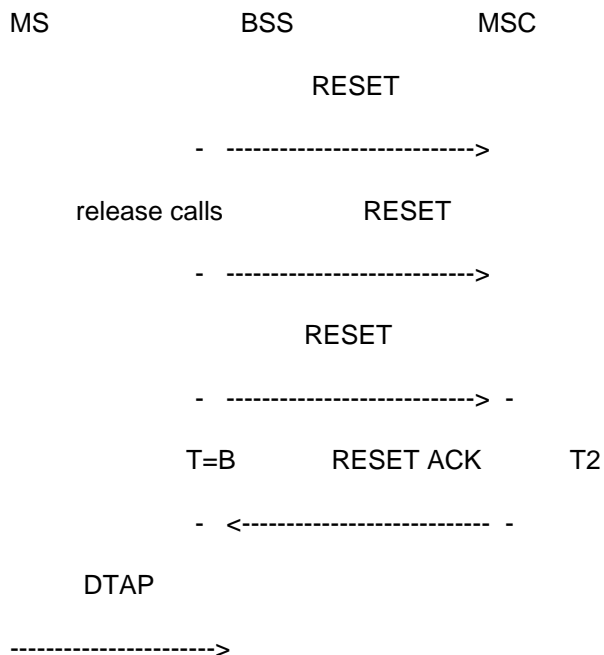 MS BSS MSC
RESET
- ---------------------------->
release calls RESET
- ---------------------------->
RESET
- ----------------------------> -
T=B RESET ACK T2
- <---------------------------- -
DTAP
----------------------->